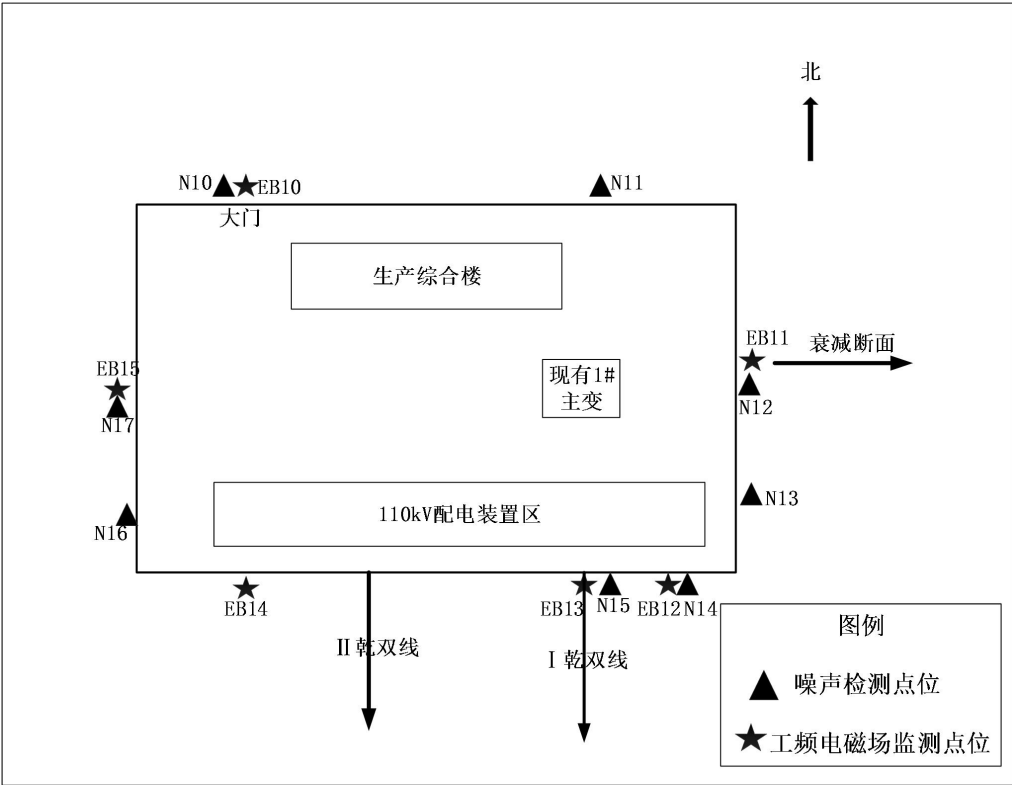 北
N10
EB10
N11
大门
生产综合楼
EB11
衰减断面
EB15
现有1#
主变
N12
N17
N13
110kV配电装置区
N16
EB14
EB13
N15
EB12
N14
图例
Ⅱ乾双线
Ⅰ乾双线
噪声检测点位
工频电磁场监测点位